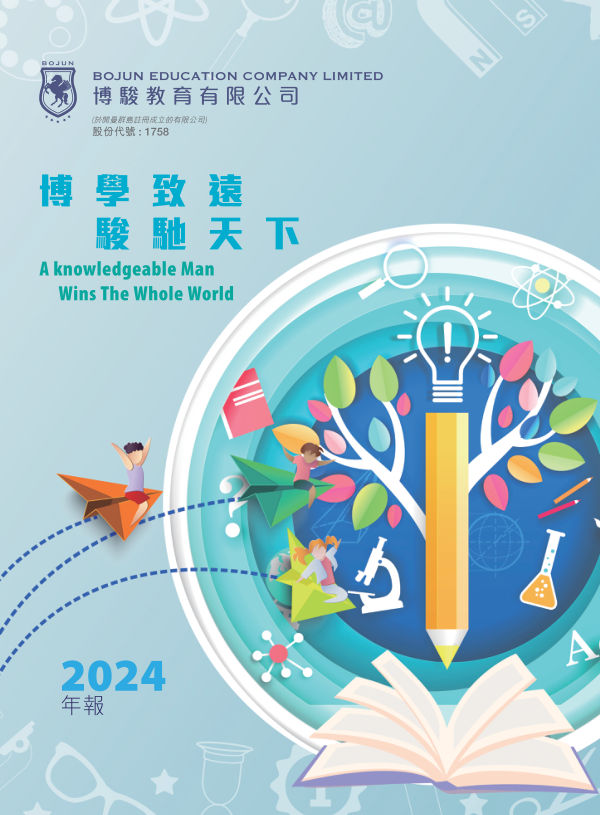 BOJUN
BOJUN EDUCATION COMPANY LIMITED
博駿教育有限公司
(於開曼群島註冊成立的有限公司)
股份代號 : 1758
博學致遠
駿馳天下
A knowledgeable Man
Wins The Whole World
2024
年報
N
S